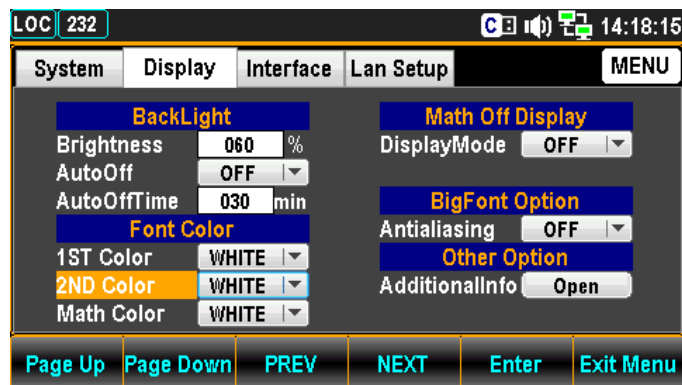 LOC 232 C 14:18:15
System Display Interface Lan Setup MENU
BackLight
Brightness 060 %
AutoOff OFF
AutoOffTime 030 min
Font Color
1ST Color WHITE
2ND Color WHITE
Math Color WHITE
Math Off Display
DisplayMode OFF
BigFont Option
Antialiasing OFF
Other Option
AdditionalInfo Open
Page Up Page Down PREV NEXT Enter Exit Menu